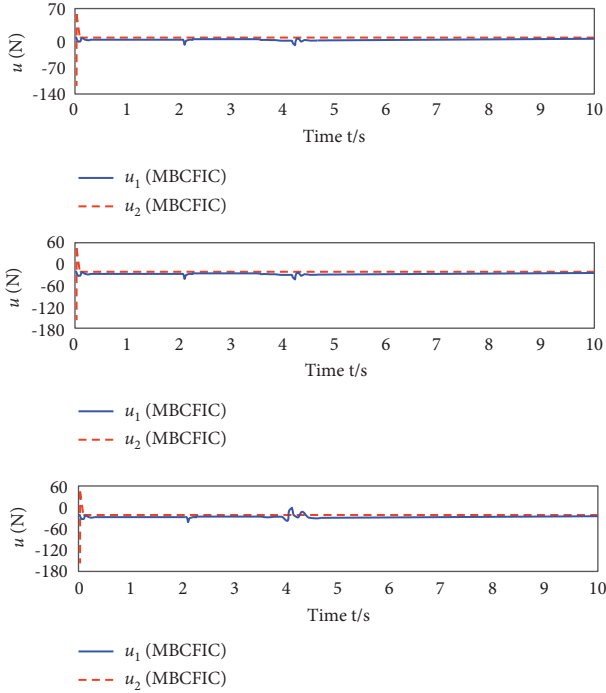 70
0
-70
-140
u (N)
0 1 2 3 4 5 6 7 8 9 10
Time t/s
u1 (MBCFIC)
u2 (MBCFIC)
60
0
-60
-120
-180
u (N)
0 1 2 3 4 5 6 7 8 9 10
Time t/s
u1 (MBCFIC)
u2 (MBCFIC)
60
0
-60
-120
-180
u (N)
0 1 2 3 4 5 6 7 8 9 10
Time t/s
u1 (MBCFIC)
u2 (MBCFIC)